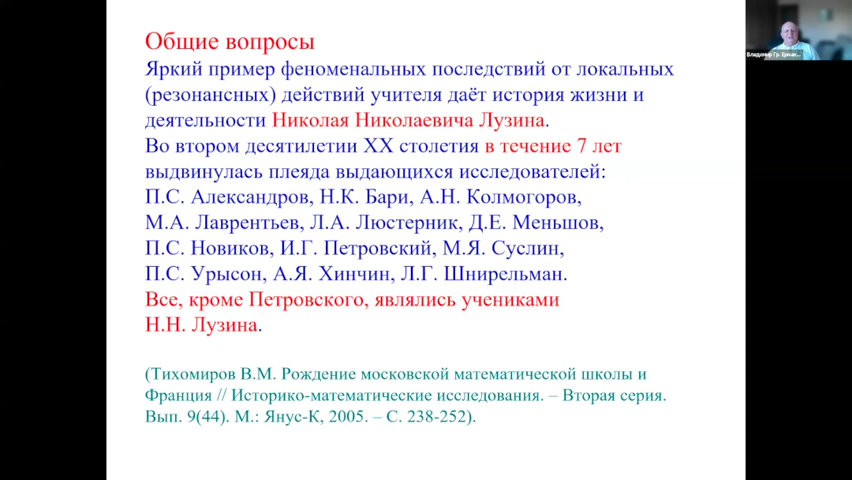 Общие вопросы
Яркий пример феноменальных последствий от локальных
(резонансных) действий учителя даёт история жизни и
деятельности Николая Николаевича Лузина.
Во втором десятилетии XX столетия в течение 7 лет
выдвинулась плеяда выдающихся исследователей:
П.С. Александров, Н.К. Бари, А.Н. Колмогоров,
М.А. Лаврентьев, Л.А. Люстерник, Д.Е. Меньшов,
П.С. Новиков, И.Г. Петровский, М.Я. Суслин,
П.С. Урысон, А.Я. Хинчин, Л.Г. Шнирельман.
Все, кроме Петровского, являлись учениками
Н.Н. Лузина.
(Тихомиров В.М. Рождение московской математической школы и
Франция // Историко-математические исследования. – Вторая серия.
Вып. 9(44). М.: Янус-К, 2005. – С. 238-252).
Владимир Гр.